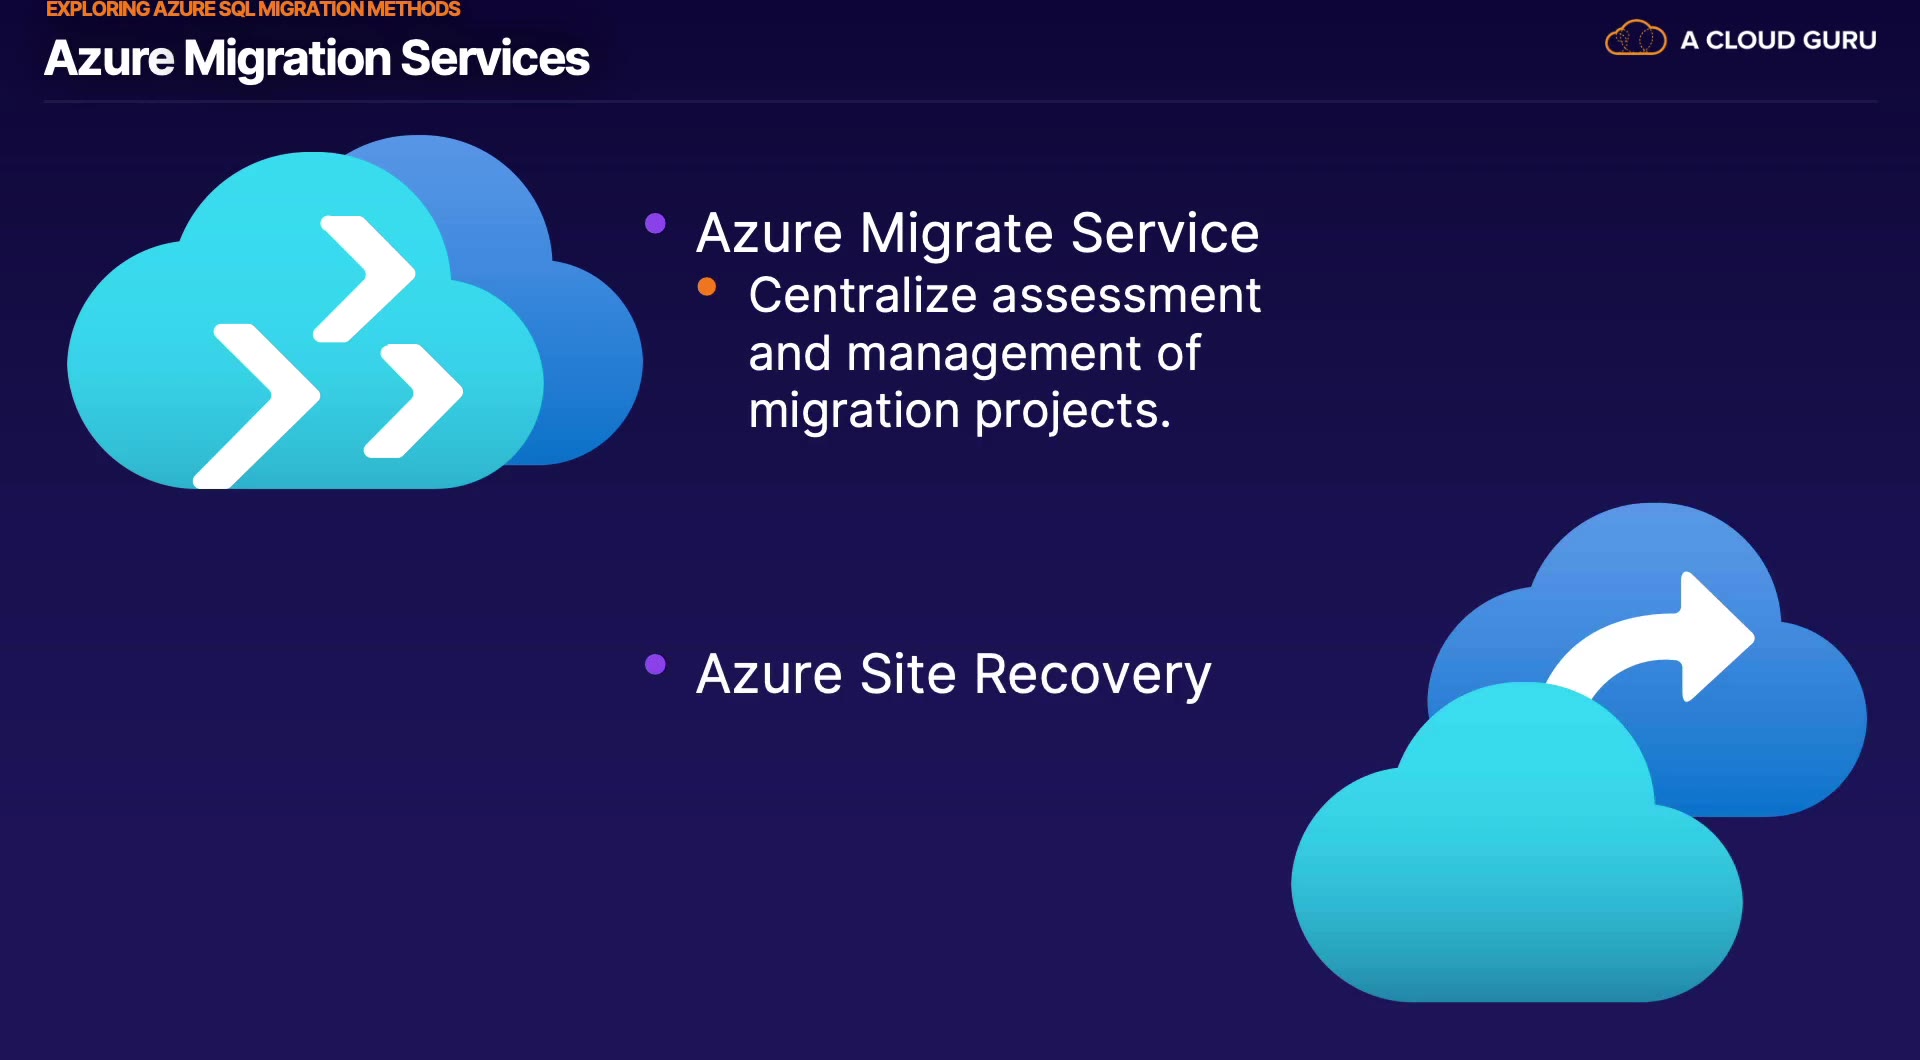 EXPLORING AZURE SQL MIGRATION METHODS
Azure Migration Services
A CLOUD GURU
Azure Migrate Service
Centralize assessment
and management of
migration projects.
Azure Site Recovery